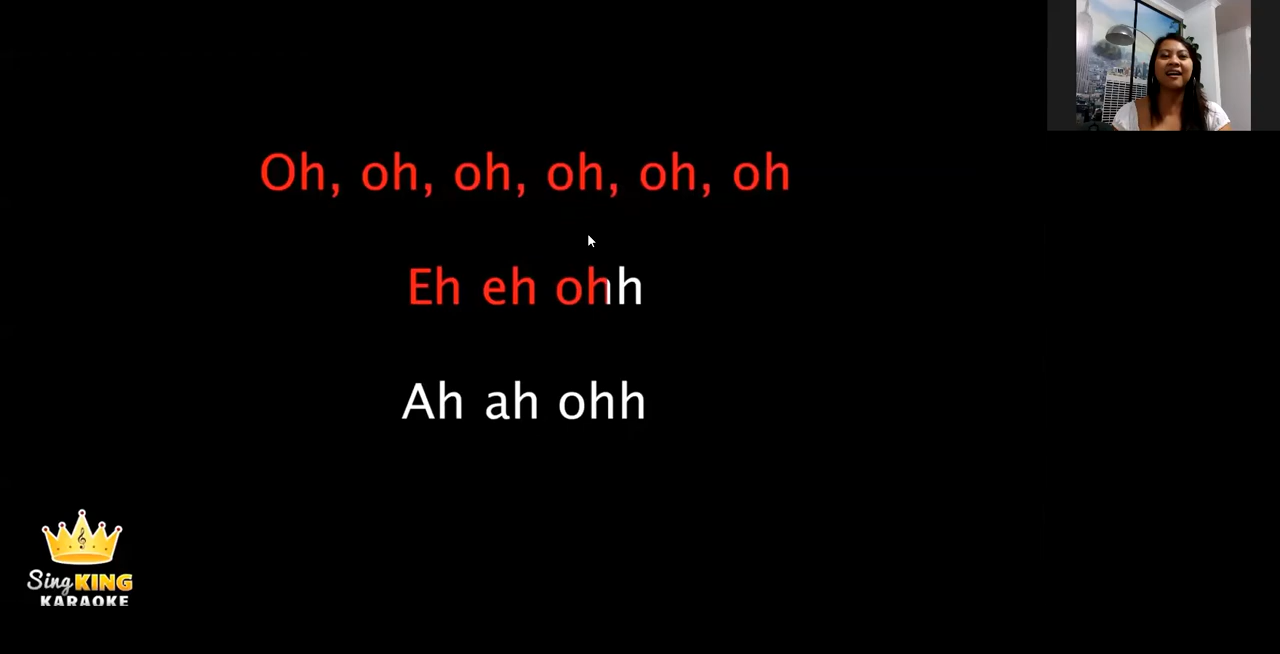 Oh, oh, oh, oh, oh, oh
Eh eh ohh
Ah ah ohh
Sing KING
KARAOKE